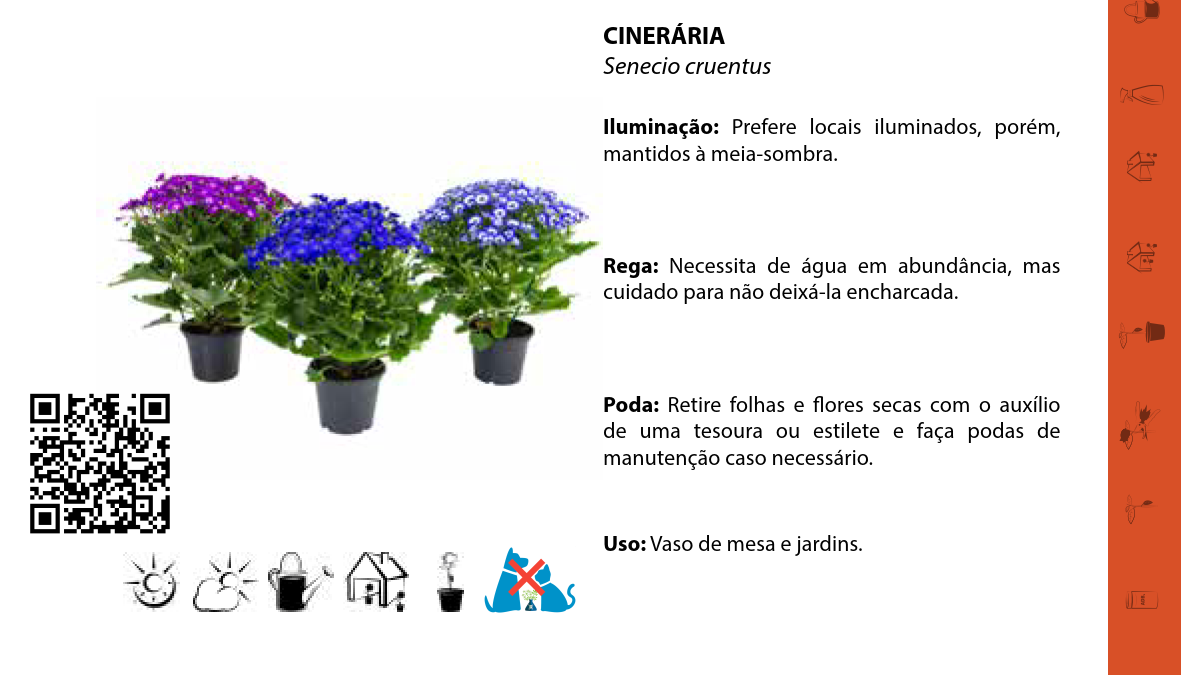 CINERÁRIA
Senecio cruentus
Iluminação: Prefere locais iluminados, porém,
mantidos à meia-sombra.
Rega: Necessita de água em abundância, mas
cuidado para não deixá-la encharcada.
Poda: Retire folhas e flores secas com o auxílio
de uma tesoura ou estilete e faça podas de
manutenção caso necessário.
Uso: Vaso de mesa e jardins.